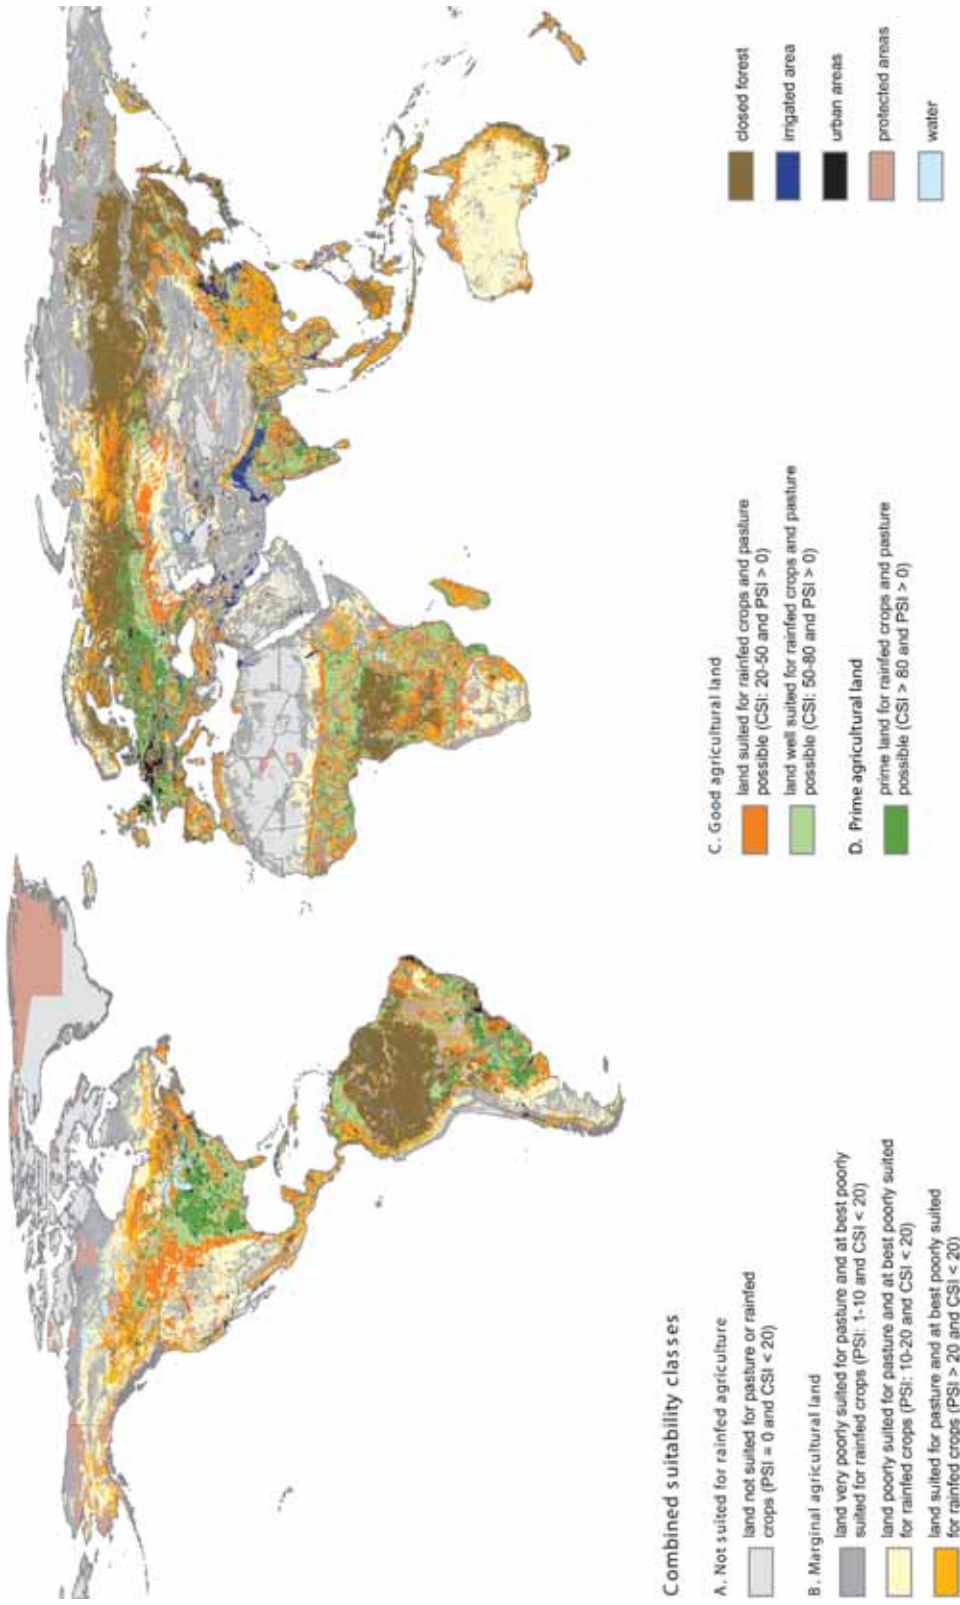 Combined suitability classes
A. Not suited for rainfed agriculture
land not suited for pasture or rainfed
crops (PSI = 0 and CSI < 20)
B. Marginal agricultural land
land very poorly suited for pasture and at best poorly
suited for rainfed crops (PSI: 1-10 and CSI < 20)
land poorly suited for pasture and at best poorly suited
for rainfed crops (PSI: 10-20 and CSI < 20)
land suited for pasture and at best poorly suited
for rainfed crops (PSI > 20 and CSI < 20)
C. Good agricultural land
land suited for rainfed crops and pasture
possible (CSI: 20-50 and PSI > 0)
land well suited for rainfed crops and pasture
possible (CSI: 50-80 and PSI > 0)
D. Prime agricultural land
prime land for rainfed crops and pasture
possible (CSI > 80 and PSI > 0)
closed forest
irrigated area
urban areas
protected areas
water